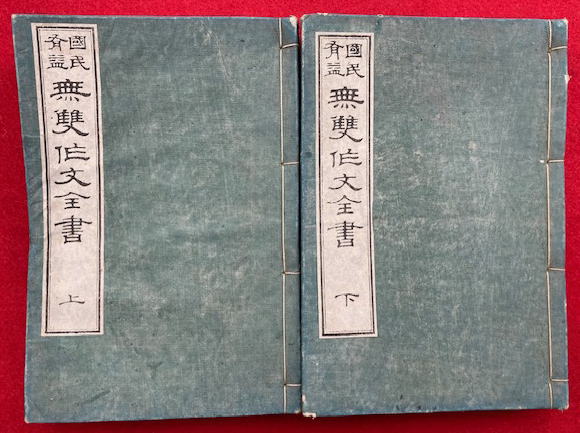 國民
有益
無雙作文全書
上
國民
有益
無雙作文全書
下